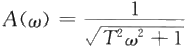 A(ω) = 1 / √(T²ω² + 1)